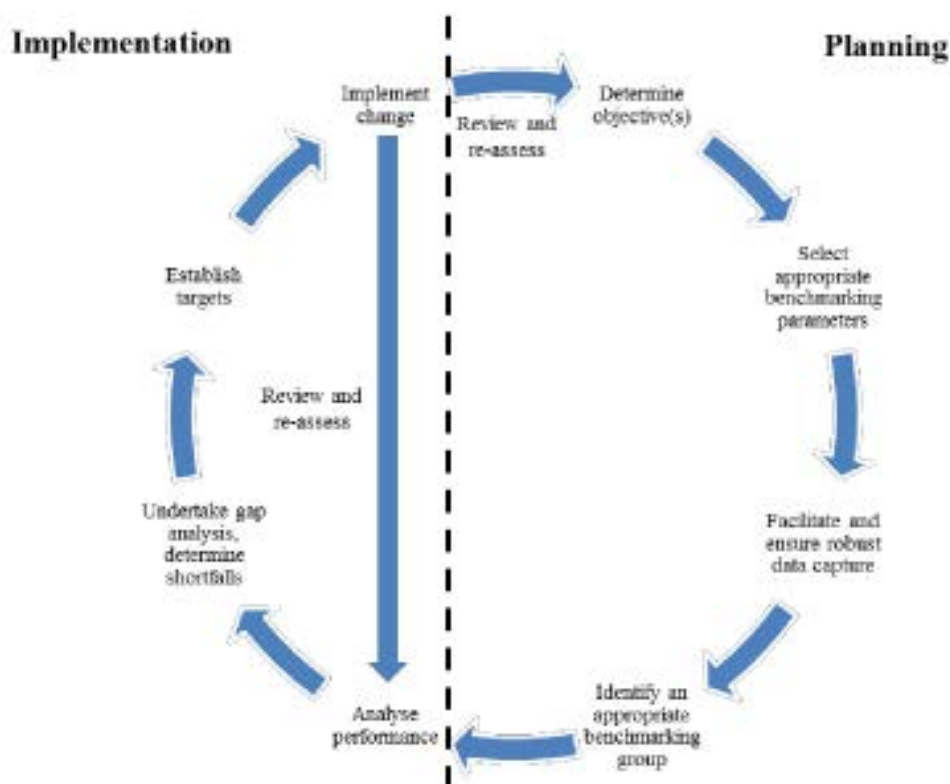 Implementation
Planning
Implement
change
Review and
re-assess
Determine
objective(s)
Select
appropriate
benchmarking
parameters
Facilitate and
ensure robust
data capture
Identify an
appropriate
benchmarking
group
Analyse
performance
Undertake gap
analysis,
determine
shortfalls
Establish
targets
Review and
re-assess